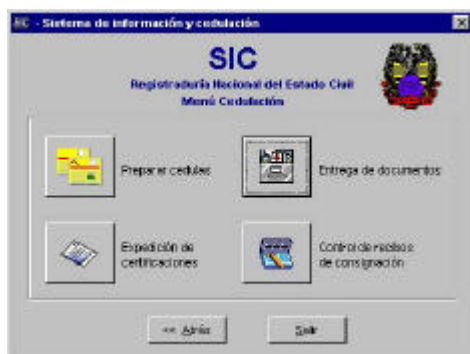 SIC - Sistema de información y cedulación
SIC
Registraduría Nacional del Estado Civil
Menú Cedulación
Preparar cedulas
Entrega de documentos
Expedición de
certificaciones
Control de recibos
de consignación
<< Atrás
Salir